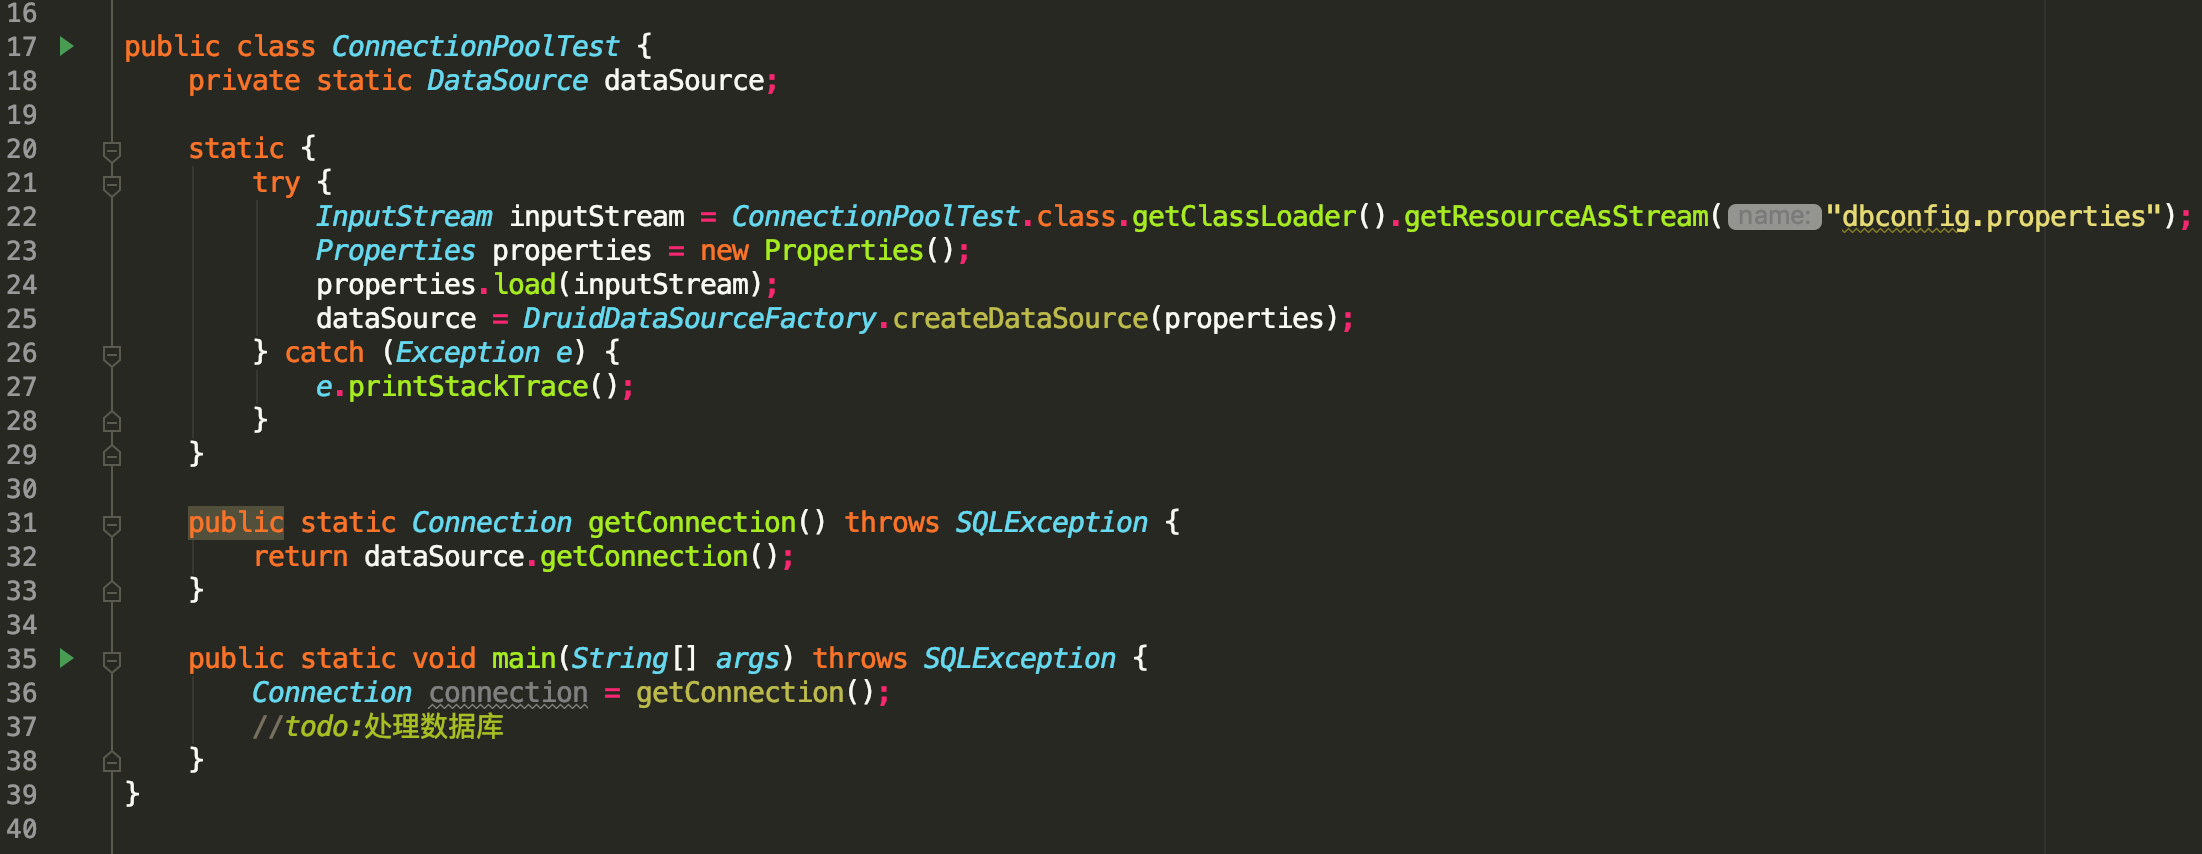 16
17 public class ConnectionPoolTest {
18 private static DataSource dataSource;
19
20 static {
21 try {
22 InputStream inputStream = ConnectionPoolTest.class.getClassLoader().getResourceAsStream( name: "dbconfig.properties");
23 Properties properties = new Properties();
24 properties.load(inputStream);
25 dataSource = DruidDataSourceFactory.createDataSource(properties);
26 } catch (Exception e) {
27 e.printStackTrace();
28 }
29 }
30
31 public static Connection getConnection() throws SQLException {
32 return dataSource.getConnection();
33 }
34
35 public static void main(String[] args) throws SQLException {
36 Connection connection = getConnection();
37 //todo:处理数据库
38 }
39 }
40